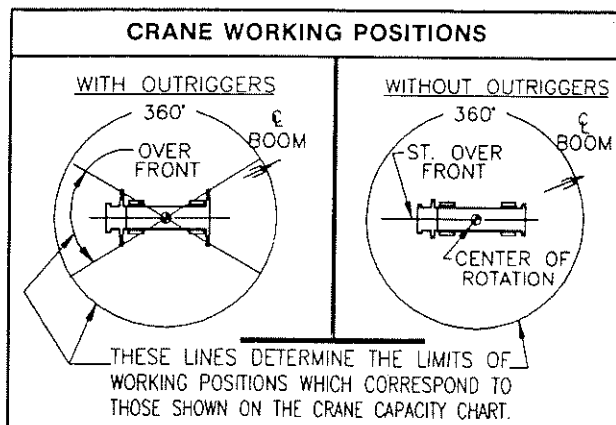 CRANE WORKING POSITIONS
WITH OUTRIGGERS
360°
℄
BOOM
OVER
FRONT
WITHOUT OUTRIGGERS
360°
℄
BOOM
ST. OVER
FRONT
CENTER OF
ROTATION
THESE LINES DETERMINE THE LIMITS OF
WORKING POSITIONS WHICH CORRESPOND TO
THOSE SHOWN ON THE CRANE CAPACITY CHART.